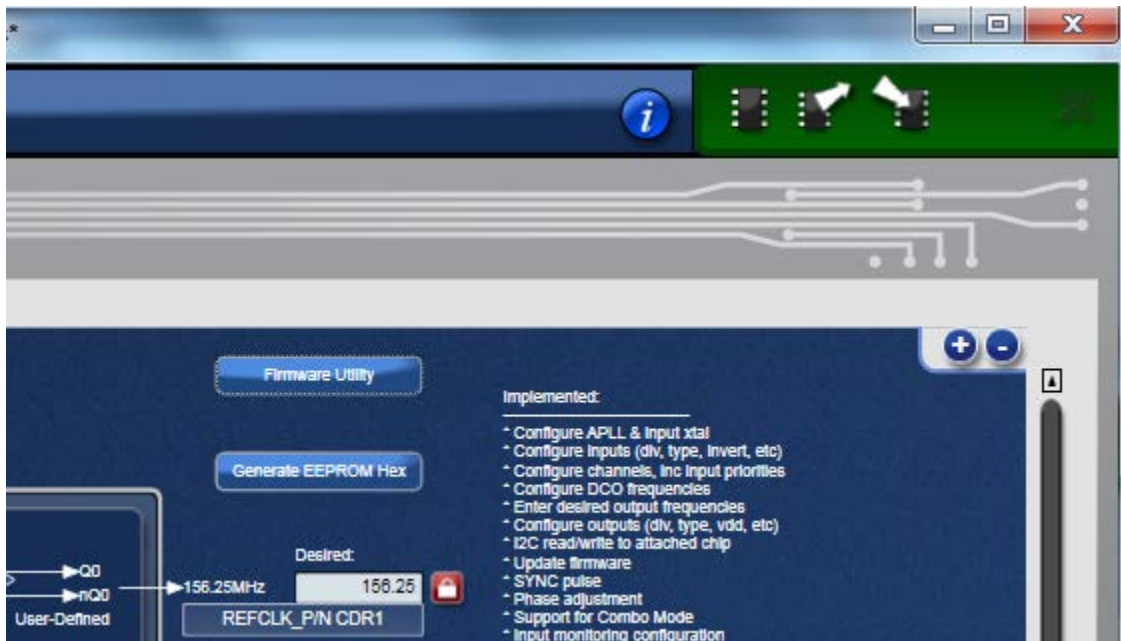 *
i
Firmware Utility
Generate EEPROM Hex
Implemented:
* Configure APLL & Input xtal
* Configure Inputs (div, type, Invert, etc)
* Configure channels, Inc Input priorities
* Configure DCO frequencies
* Enter desired output frequencies
* Configure outputs (div, type, vdd, etc)
* I2C read/write to attached chip
* Update firmware
* SYNC pulse
* Phase adjustment
* Support for Combo Mode
* Input monitoring configuration
Desired:
Q0
nQ0
156.25MHz
156.25
User-Defined
REFCLK_P/N CDR1